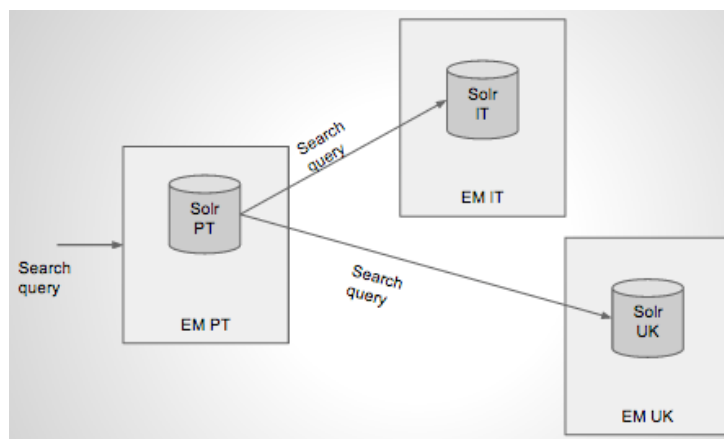 Solr
IT
EM IT
Search
query
Solr
PT
EM PT
Search
query
Search
query
Solr
UK
EM UK